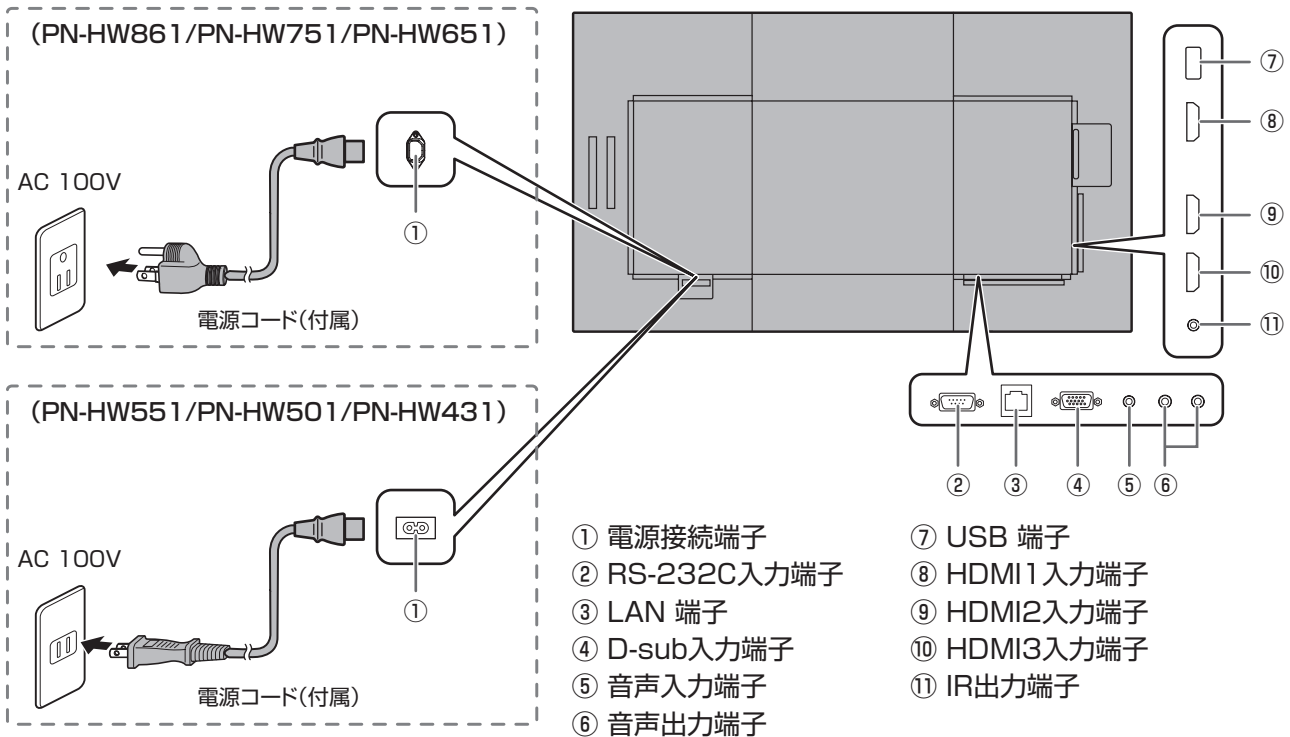 （PN-HW861/PN-HW751/PN-HW651）
AC 100V
①
電源コード（付属）
（PN-HW551/PN-HW501/PN-HW431）
AC 100V
①
電源コード（付属）
⑦
⑧
⑨
⑩
⑪
② ③ ④ ⑤ ⑥
① 電源接続端子
② RS-232C入力端子
③ LAN 端子
④ D-sub入力端子
⑤ 音声入力端子
⑥ 音声出力端子
⑦ USB 端子
⑧ HDMI1入力端子
⑨ HDMI2入力端子
⑩ HDMI3入力端子
⑪ IR出力端子